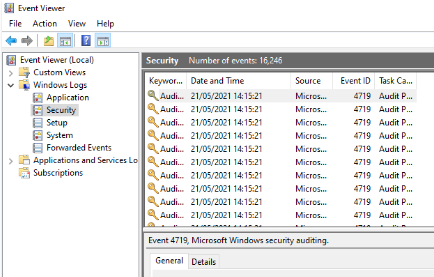 Event Viewer
File Action View Help
Event Viewer (Local)
Custom Views
Windows Logs
Application
Security
Setup
System
Forwarded Events
Applications and Services Lo
Subscriptions
Security Number of events: 16,246
Keywor... Date and Time Source Event ID Task Ca...
Audi... 21/05/2021 14:15:21 Micros... 4719 Audit P...
Audi... 21/05/2021 14:15:21 Micros... 4719 Audit P...
Audi... 21/05/2021 14:15:21 Micros... 4719 Audit P...
Audi... 21/05/2021 14:15:21 Micros... 4719 Audit P...
Audi... 21/05/2021 14:15:21 Micros... 4719 Audit P...
Audi... 21/05/2021 14:15:21 Micros... 4719 Audit P...
Audi... 21/05/2021 14:15:21 Micros... 4719 Audit P...
Audi... 21/05/2021 14:15:21 Micros... 4719 Audit P...
Audi... 21/05/2021 14:15:21 Micros... 4719 Audit P...
Audi... 21/05/2021 14:15:21 Micros... 4719 Audit P...
Event 4719, Microsoft Windows security auditing.
General Details